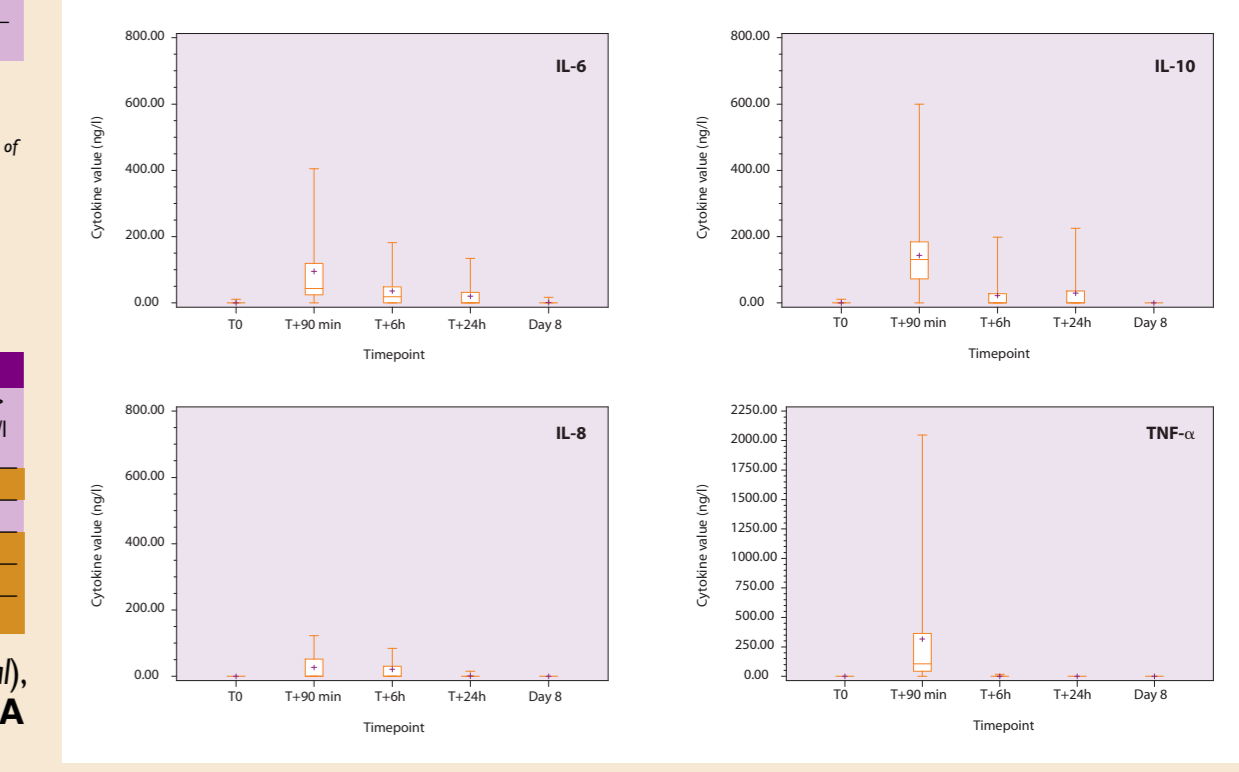 of
/l
l),
A
800.00
600.00
400.00
200.00
0.00
Cytokine value (ng/l)
IL-6
T0 T+90 min T+6h T+24h Day 8
Timepoint
800.00
600.00
400.00
200.00
0.00
Cytokine value (ng/l)
IL-10
T0 T+90 min T+6h T+24h Day 8
Timepoint
800.00
600.00
400.00
200.00
0.00
Cytokine value (ng/l)
IL-8
T0 T+90 min T+6h T+24h Day 8
Timepoint
2250.00
2000.00
1750.00
1500.00
1250.00
1000.00
750.00
500.00
250.00
0.00
Cytokine value (ng/l)
TNF-α
T0 T+90 min T+6h T+24h Day 8
Timepoint